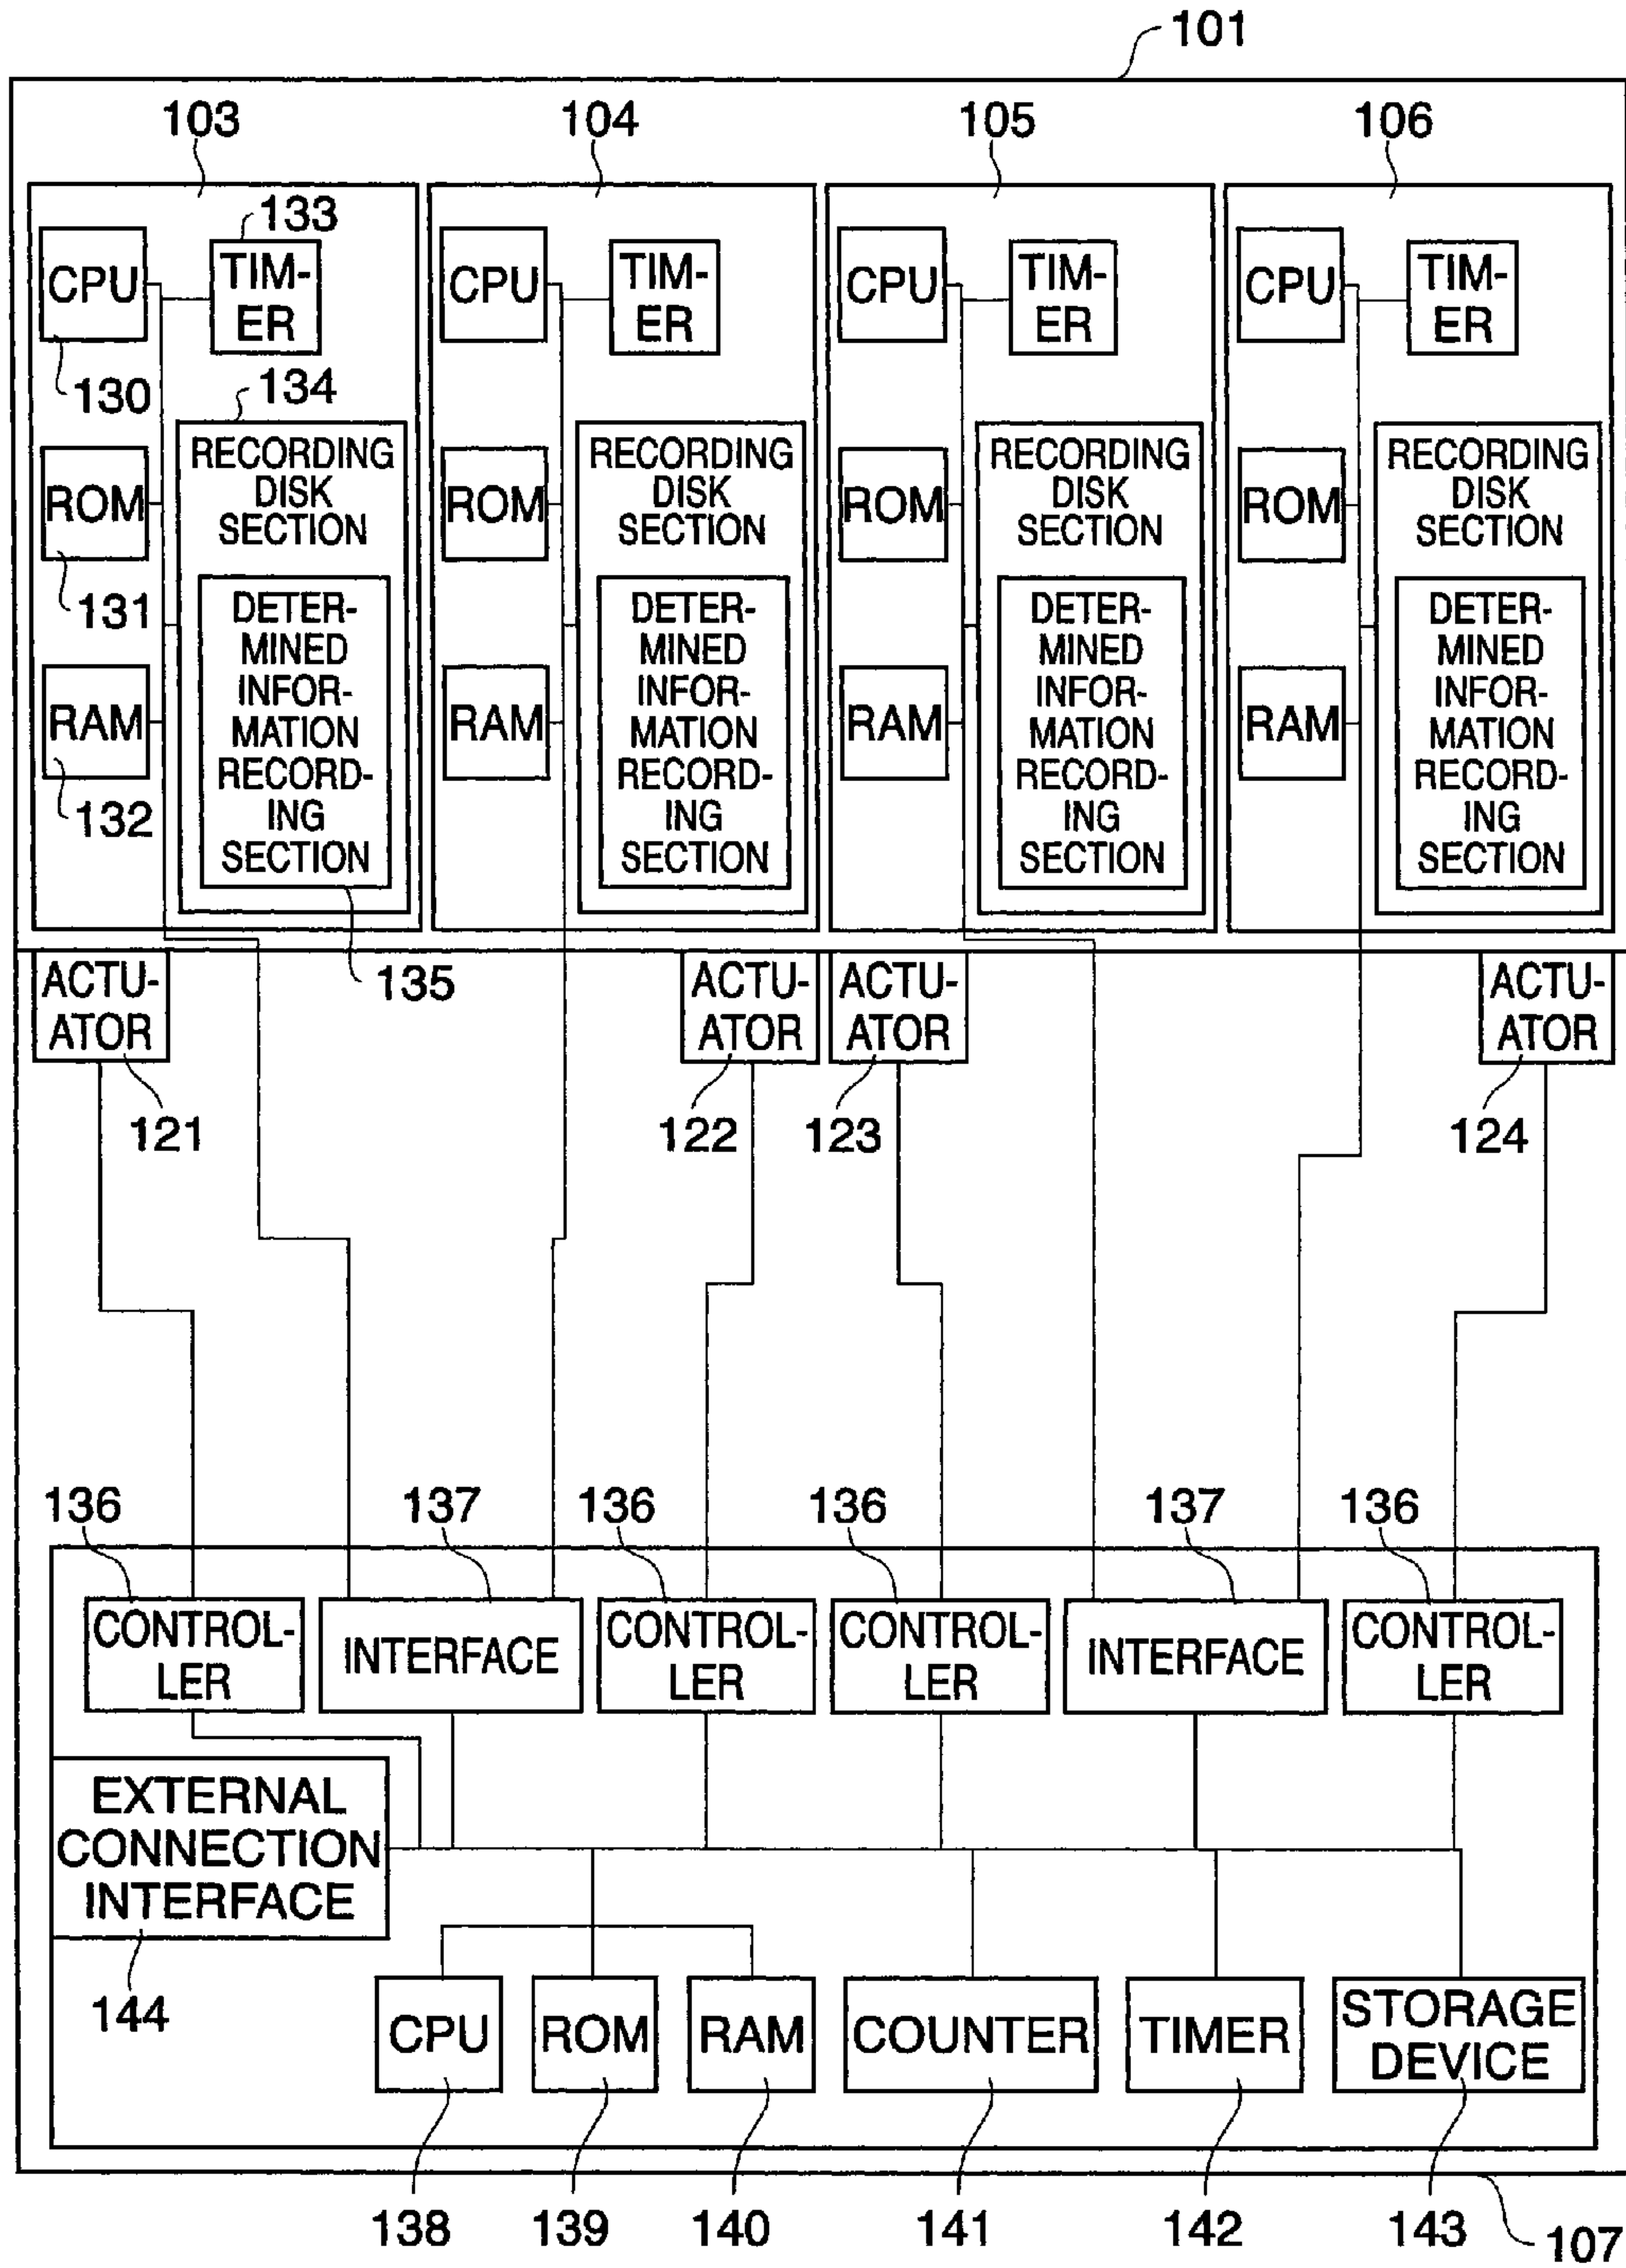 101
103
104
105
106
133
CPU
TIM-
ER
CPU
TIM-
ER
CPU
TIM-
ER
CPU
TIM-
ER
130
134
ROM
RECORDING
DISK
SECTION
ROM
RECORDING
DISK
SECTION
ROM
RECORDING
DISK
SECTION
ROM
RECORDING
DISK
SECTION
131
RAM
DETER-
MINED
INFOR-
MATION
RECORD-
ING
SECTION
RAM
DETER-
MINED
INFOR-
MATION
RECORD-
ING
SECTION
RAM
DETER-
MINED
INFOR-
MATION
RECORD-
ING
SECTION
RAM
DETER-
MINED
INFOR-
MATION
RECORD-
ING
SECTION
132
135
ACTU-
ATOR
ACTU-
ATOR
ACTU-
ATOR
ACTU-
ATOR
121
122
123
124
136
137
136
136
137
136
CONTROL-
LER
INTERFACE
CONTROL-
LER
CONTROL-
LER
INTERFACE
CONTROL-
LER
EXTERNAL
CONNECTION
INTERFACE
144
CPU
ROM
RAM
COUNTER
TIMER
STORAGE
DEVICE
138
139
140
141
142
143
107